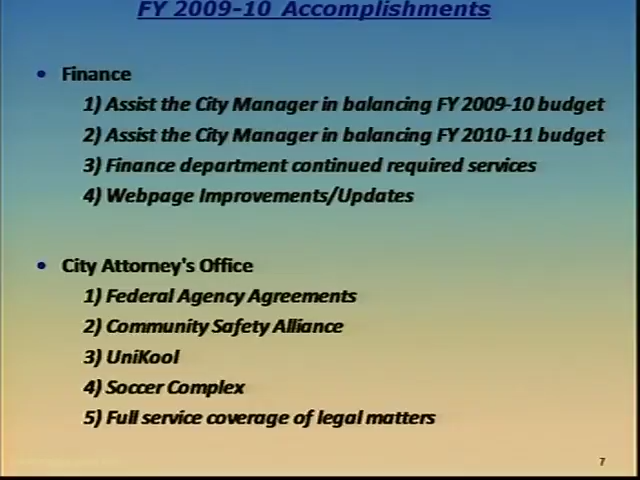 FY 2009-10 Accomplishments
• Finance
1) Assist the City Manager in balancing FY 2009-10 budget
2) Assist the City Manager in balancing FY 2010-11 budget
3) Finance department continued required services
4) Webpage Improvements/Updates
• City Attorney's Office
1) Federal Agency Agreements
2) Community Safety Alliance
3) UniKool
4) Soccer Complex
5) Full service coverage of legal matters
7